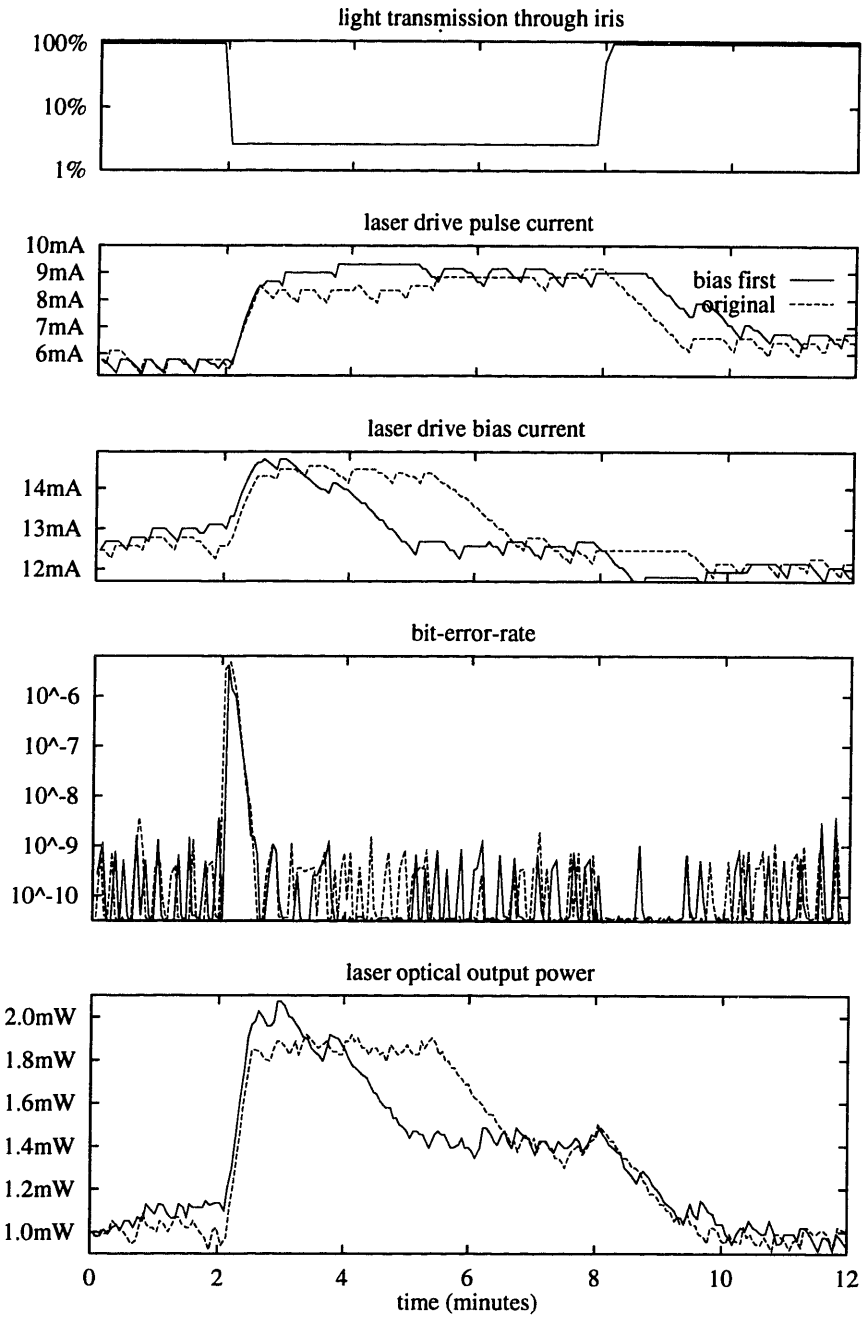 light transmission through iris
100%
10%
1%
laser drive pulse current
10mA
9mA
8mA
7mA
6mA
bias first
original
laser drive bias current
14mA
13mA
12mA
bit-error-rate
10^-6
10^-7
10^-8
10^-9
10^-10
laser optical output power
2.0mW
1.8mW
1.6mW
1.4mW
1.2mW
1.0mW
0 2 4 6 8 10 12
time (minutes)